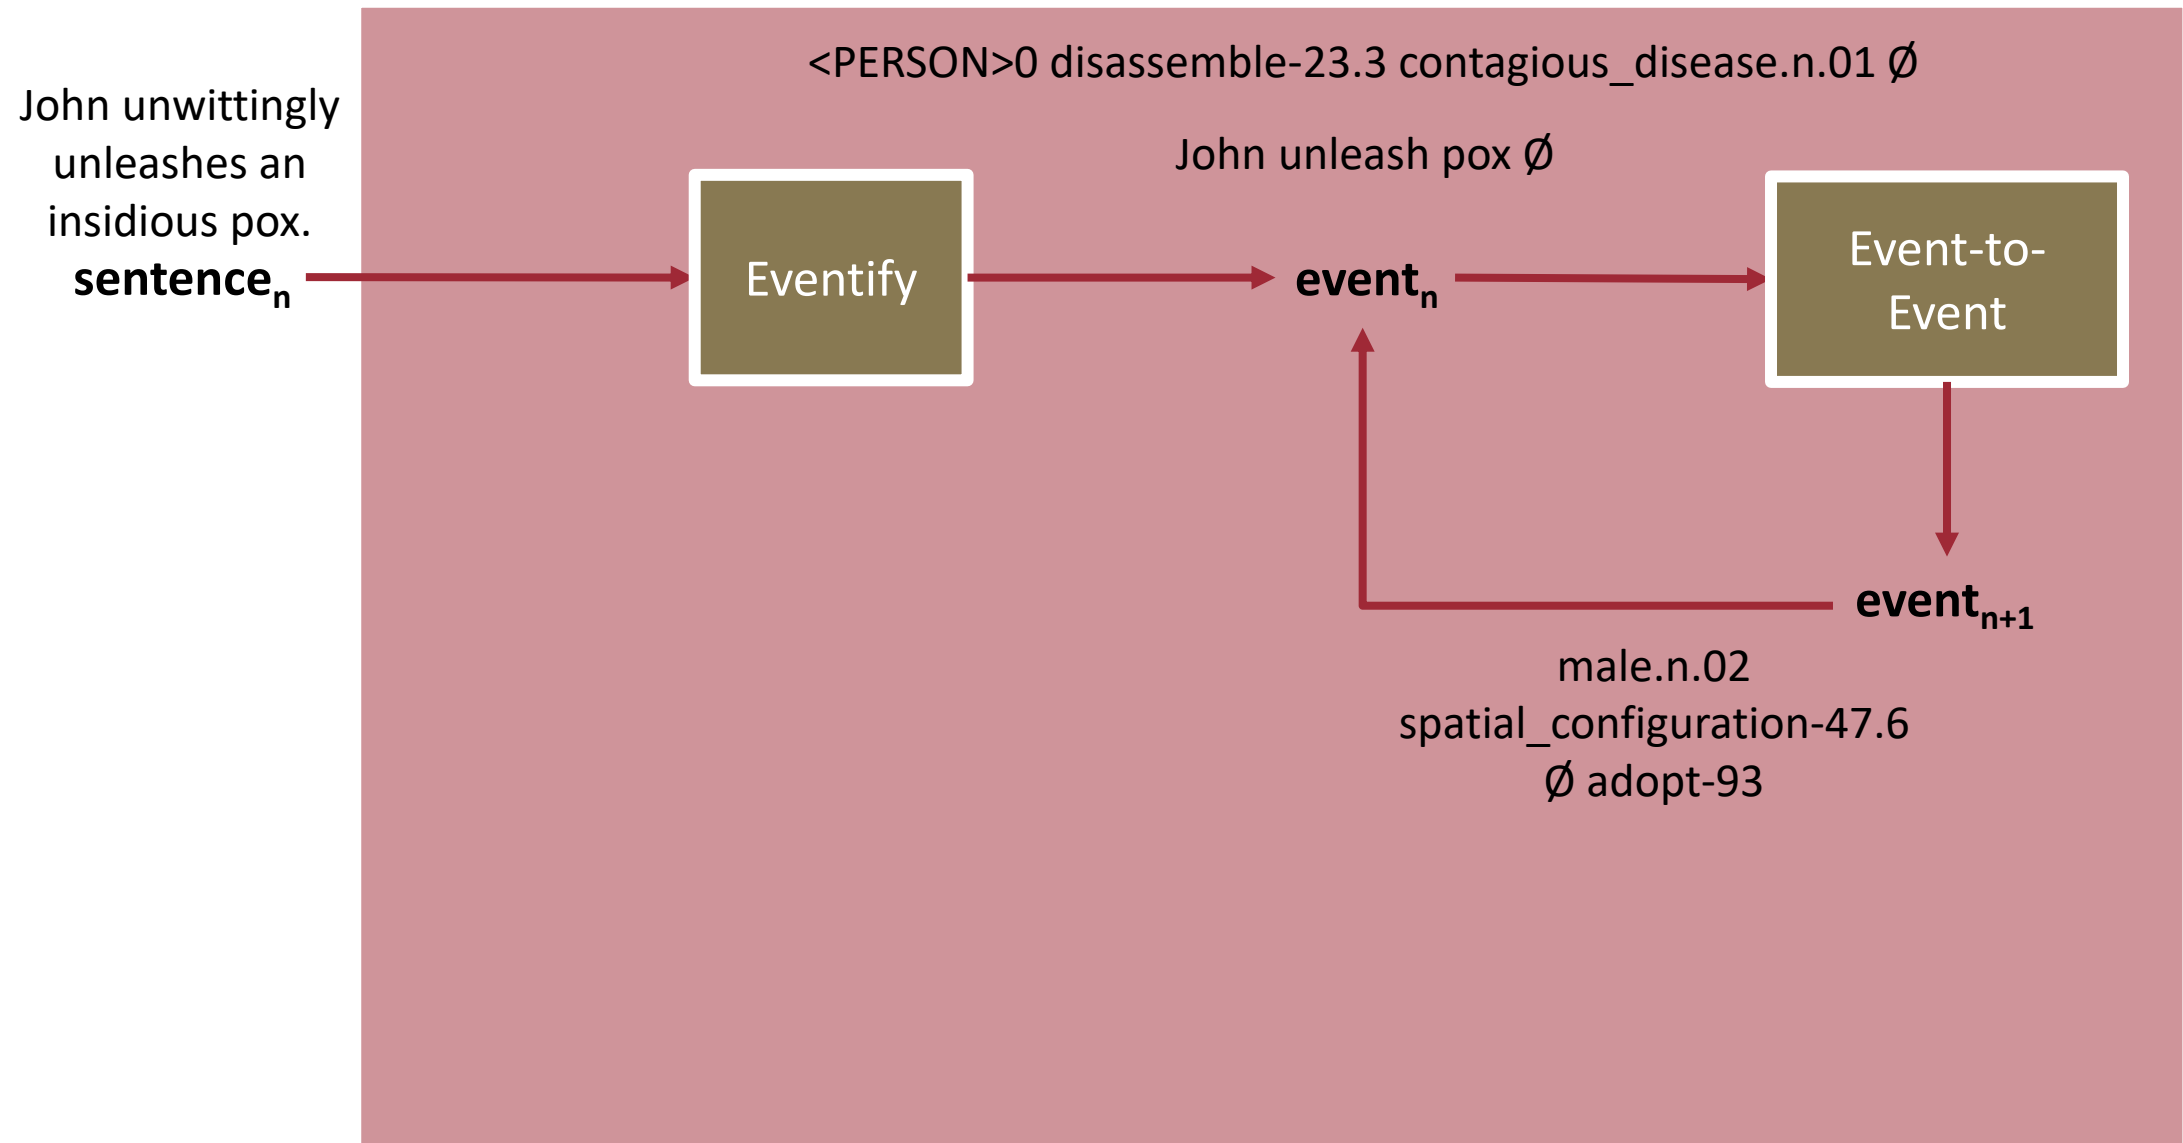 <PERSON>0 disassemble-23.3 contagious_disease.n.01 Ø
John unwittingly
unleashes an
insidious pox.
sentencen
John unleash pox Ø
Eventify
eventn
Event-to-
Event
eventn+1
male.n.02
spatial_configuration-47.6
Ø adopt-93